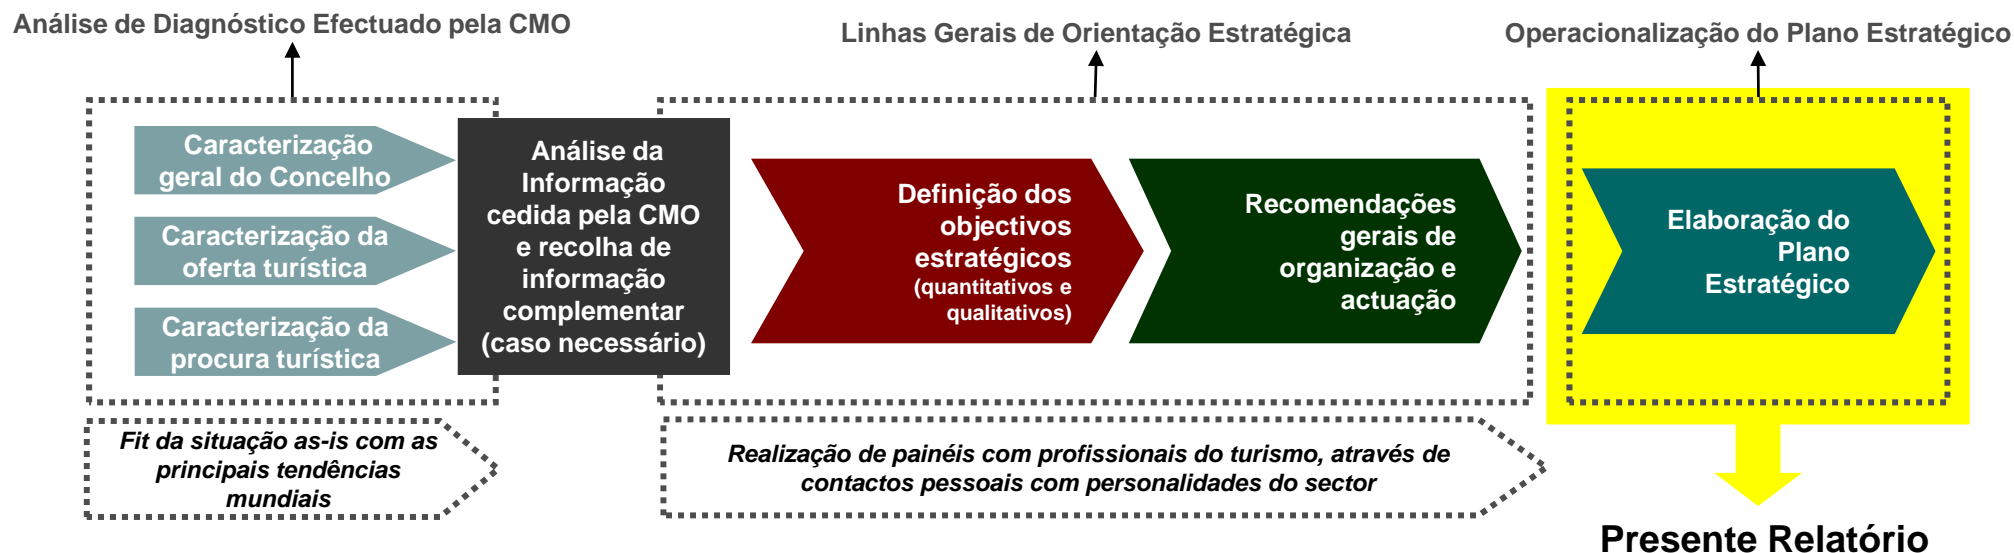 Análise de Diagnóstico Efectuado pela CMO
Linhas Gerais de Orientação Estratégica
Operacionalização do Plano Estratégico
Caracterização
geral do Concelho
Caracterização da
oferta turística
Caracterização da
procura turística
Análise da
Informação
cedida pela CMO
e recolha de
informação
complementar
(caso necessário)
Definição dos
objectivos
estratégicos
(quantitativos e
qualitativos)
Recomendações
gerais de
organização e
actuação
Elaboração do
Plano
Estratégico
Fit da situação as-is com as
principais tendências
mundiais
Realização de painéis com profissionais do turismo, através de
contactos pessoais com personalidades do sector
Presente Relatório